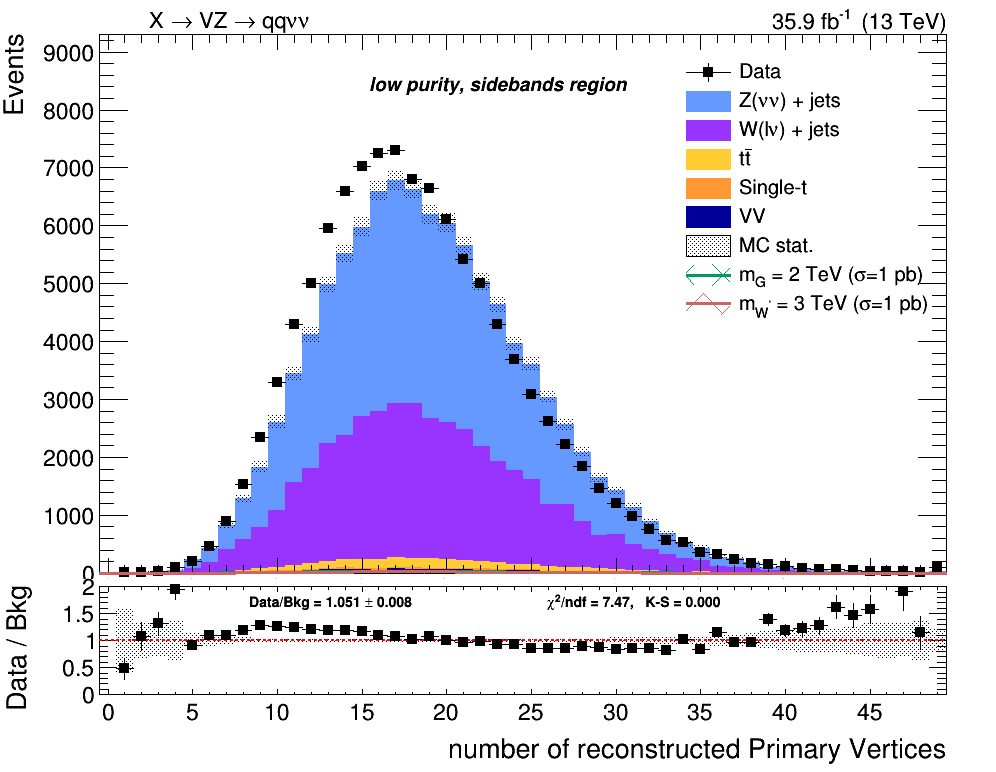 X → VZ → qqνν 35.9 fb⁻¹ (13 TeV)
Events
low purity, sidebands region
Data
Z(νν) + jets
W(lν) + jets
tt̄
Single-t
VV
MC stat.
m_G = 2 TeV (σ=1 pb)
m_W' = 3 TeV (σ=1 pb)
9000
8000
7000
6000
5000
4000
3000
2000
1000
0
Data / Bkg
Data/Bkg = 1.051 ± 0.008 χ²/ndf = 7.47, K-S = 0.000
2
1.5
1
0.5
0
0 5 10 15 20 25 30 35 40 45
number of reconstructed Primary Vertices